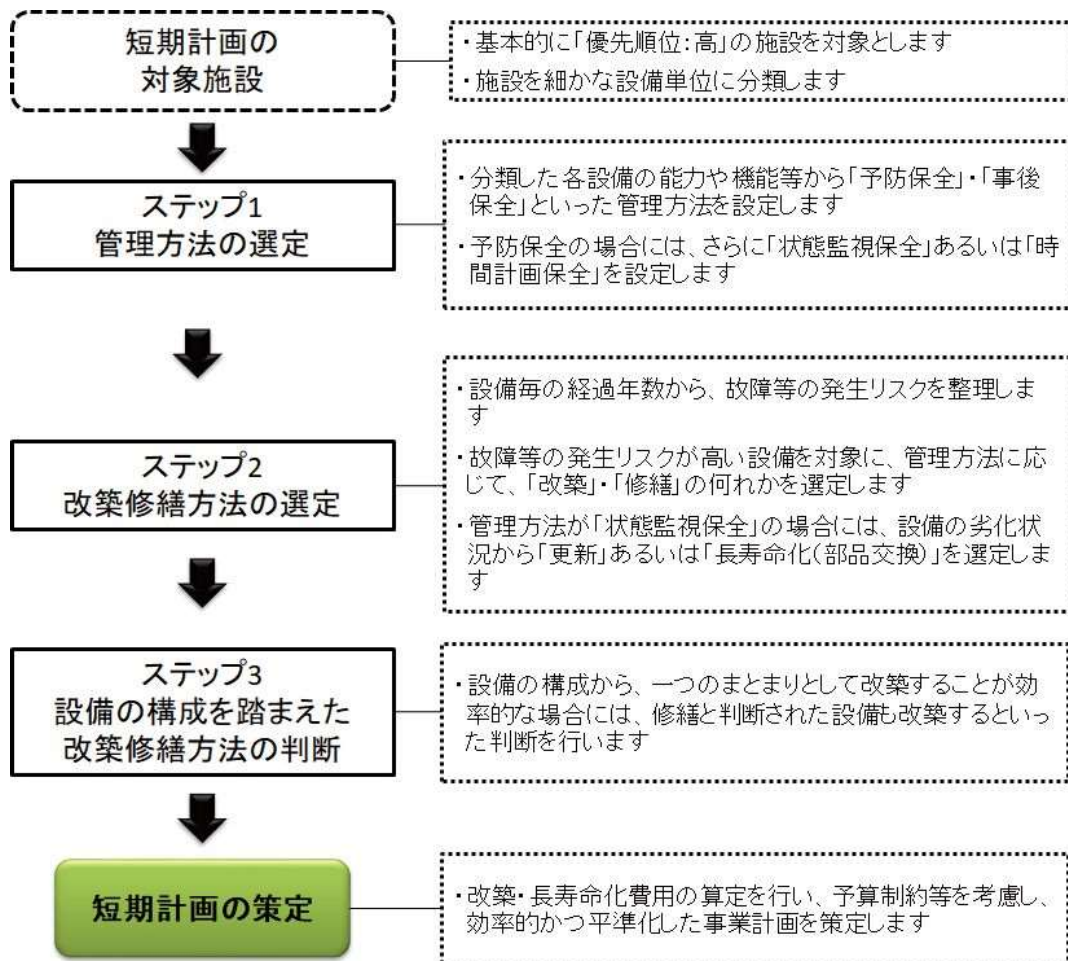 短期計画の
対象施設
・基本的に「優先順位:高」の施設を対象とします
・施設を細かな設備単位に分類します
ステップ1
管理方法の選定
・分類した各設備の能力や機能等から「予防保全」・「事後
保全」といった管理方法を設定します
・予防保全の場合には、さらに「状態監視保全」あるいは「時
間計画保全」を設定します
ステップ2
改築修繕方法の選定
・設備毎の経過年数から、故障等の発生リスクを整理しま
す
・故障等の発生リスクが高い設備を対象に、管理方法に応
じて、「改築」・「修繕」の何れかを選定します
・管理方法が「状態監視保全」の場合には、設備の劣化状
況から「更新」あるいは「長寿命化(部品交換)」を選定しま
す
ステップ3
設備の構成を踏まえた
改築修繕方法の判断
・設備の構成から、一つのまとまりとして改築することが効
率的な場合には、修繕と判断された設備も改築するといっ
た判断を行います
短期計画の策定
・改築・長寿命化費用の算定を行い、予算制約等を考慮し、
効率的かつ平準化した事業計画を策定します